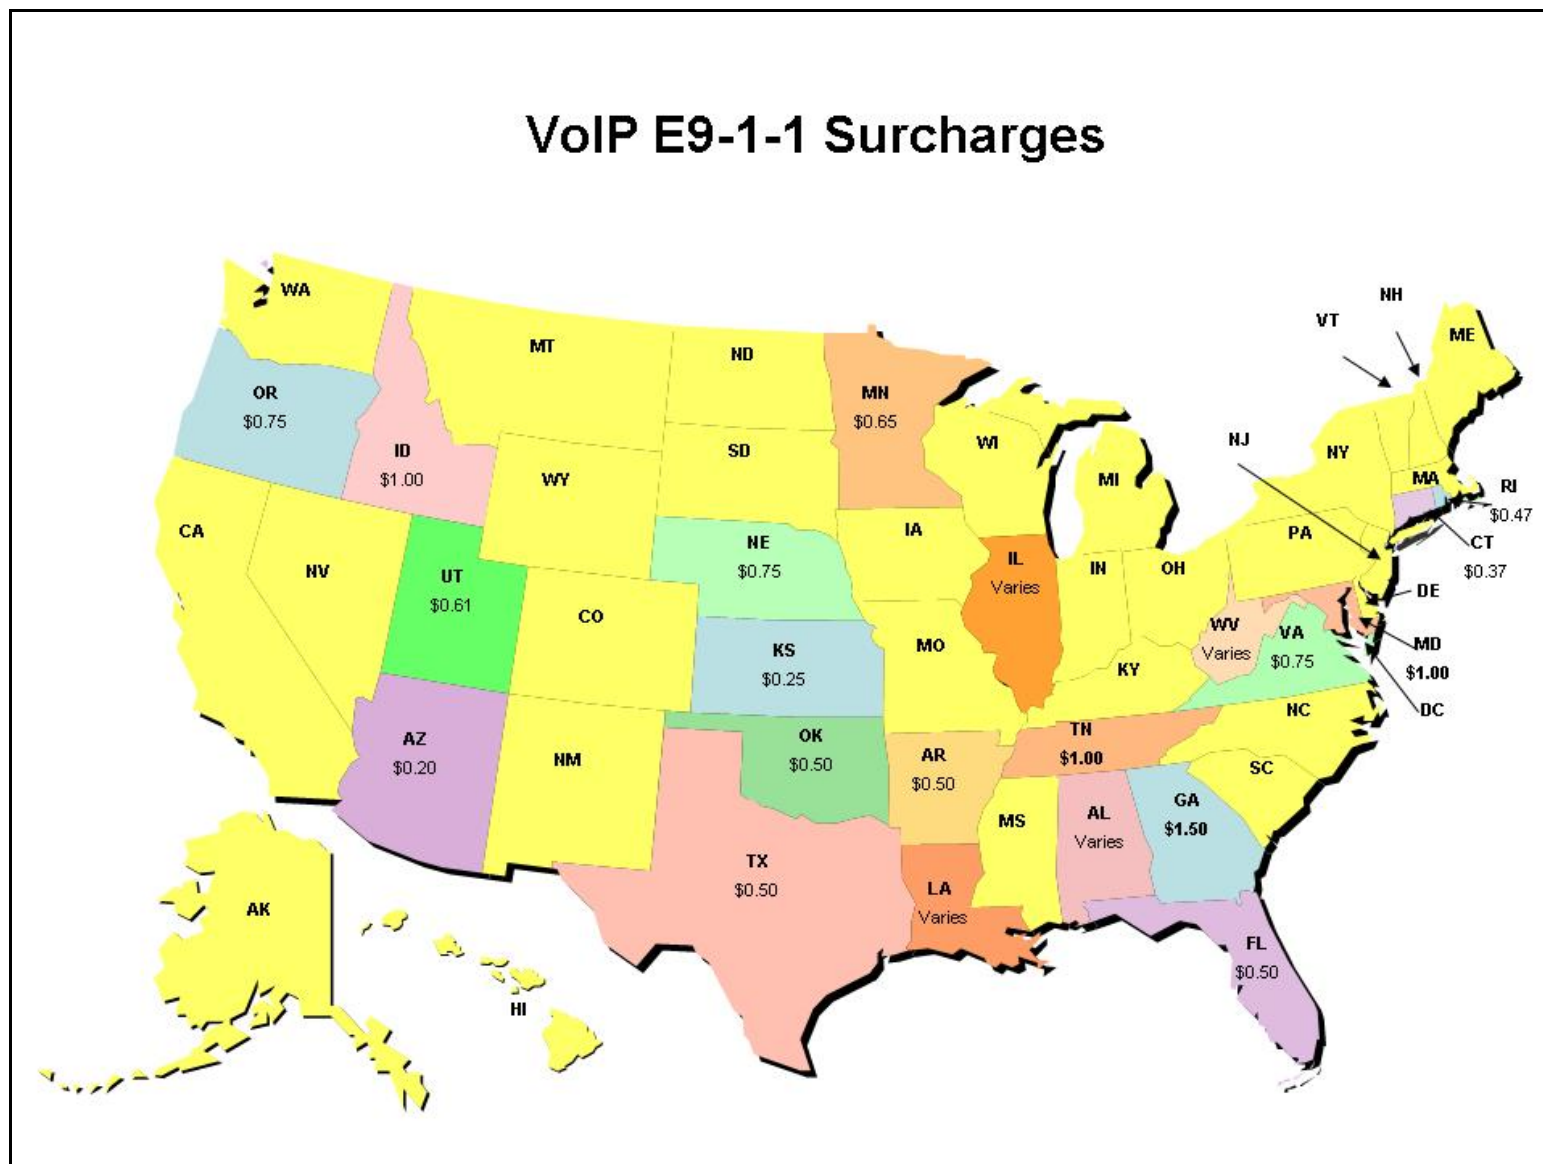 VoIP E9-1-1 Surcharges
WA
NH
VT
ME
MT
ND
OR
$0.75
MN
$0.65
ID
$1.00
SD
WI
NJ
NY
WY
MI
MA
RI
$0.47
CA
NV
NE
$0.75
IA
PA
CT
$0.37
UT
$0.61
IL
Varies
IN
OH
DE
CO
KS
$0.25
MO
WV
Varies
VA
$0.75
MD
$1.00
KY
NC
DC
AZ
$0.20
NM
OK
$0.50
AR
$0.50
TN
$1.00
SC
GA
$1.50
MS
AL
Varies
TX
$0.50
LA
Varies
AK
FL
$0.50
HI